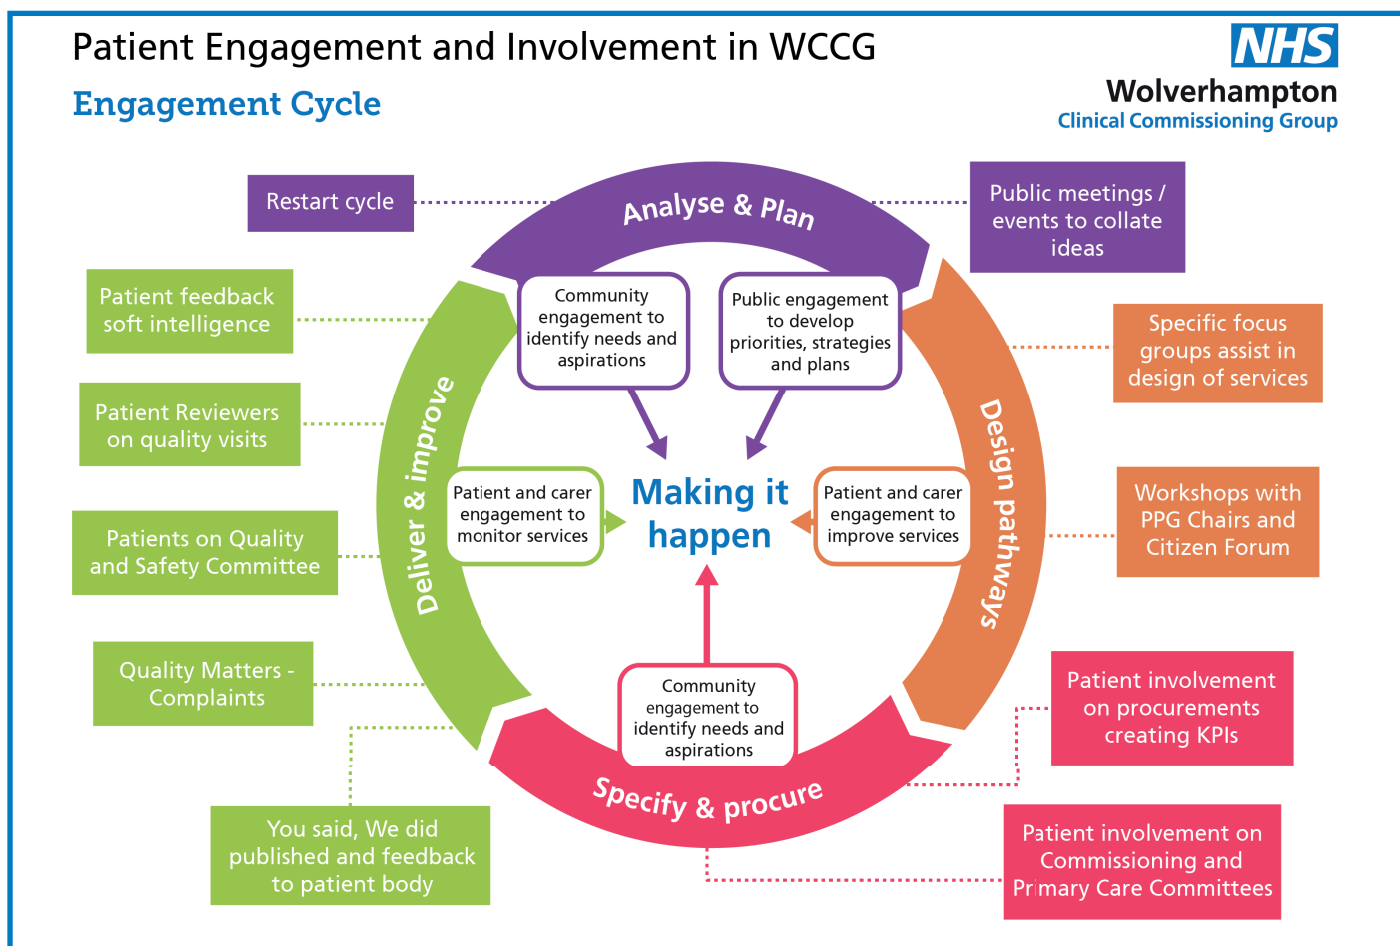 Patient Engagement and Involvement in WCCG
Engagement Cycle
NHS
Wolverhampton
Clinical Commissioning Group
Analyse & Plan
Restart cycle
Public meetings /
events to collate
ideas
Community
engagement to
identify needs and
aspirations
Public engagement
to develop
priorities, strategies
and plans
Design pathways
Specific focus
groups assist in
design of services
Workshops with
PPG Chairs and
Citizen Forum
Patient and carer
engagement to
improve services
Making it
happen
Specify & procure
Community
engagement to
identify needs and
aspirations
Patient involvement
on procurements
creating KPIs
Patient involvement on
Commissioning and
Primary Care Committees
Deliver & improve
Patient and carer
engagement to
monitor services
Patient feedback
soft intelligence
Patient Reviewers
on quality visits
Patients on Quality
and Safety Committee
Quality Matters -
Complaints
You said, We did
published and feedback
to patient body